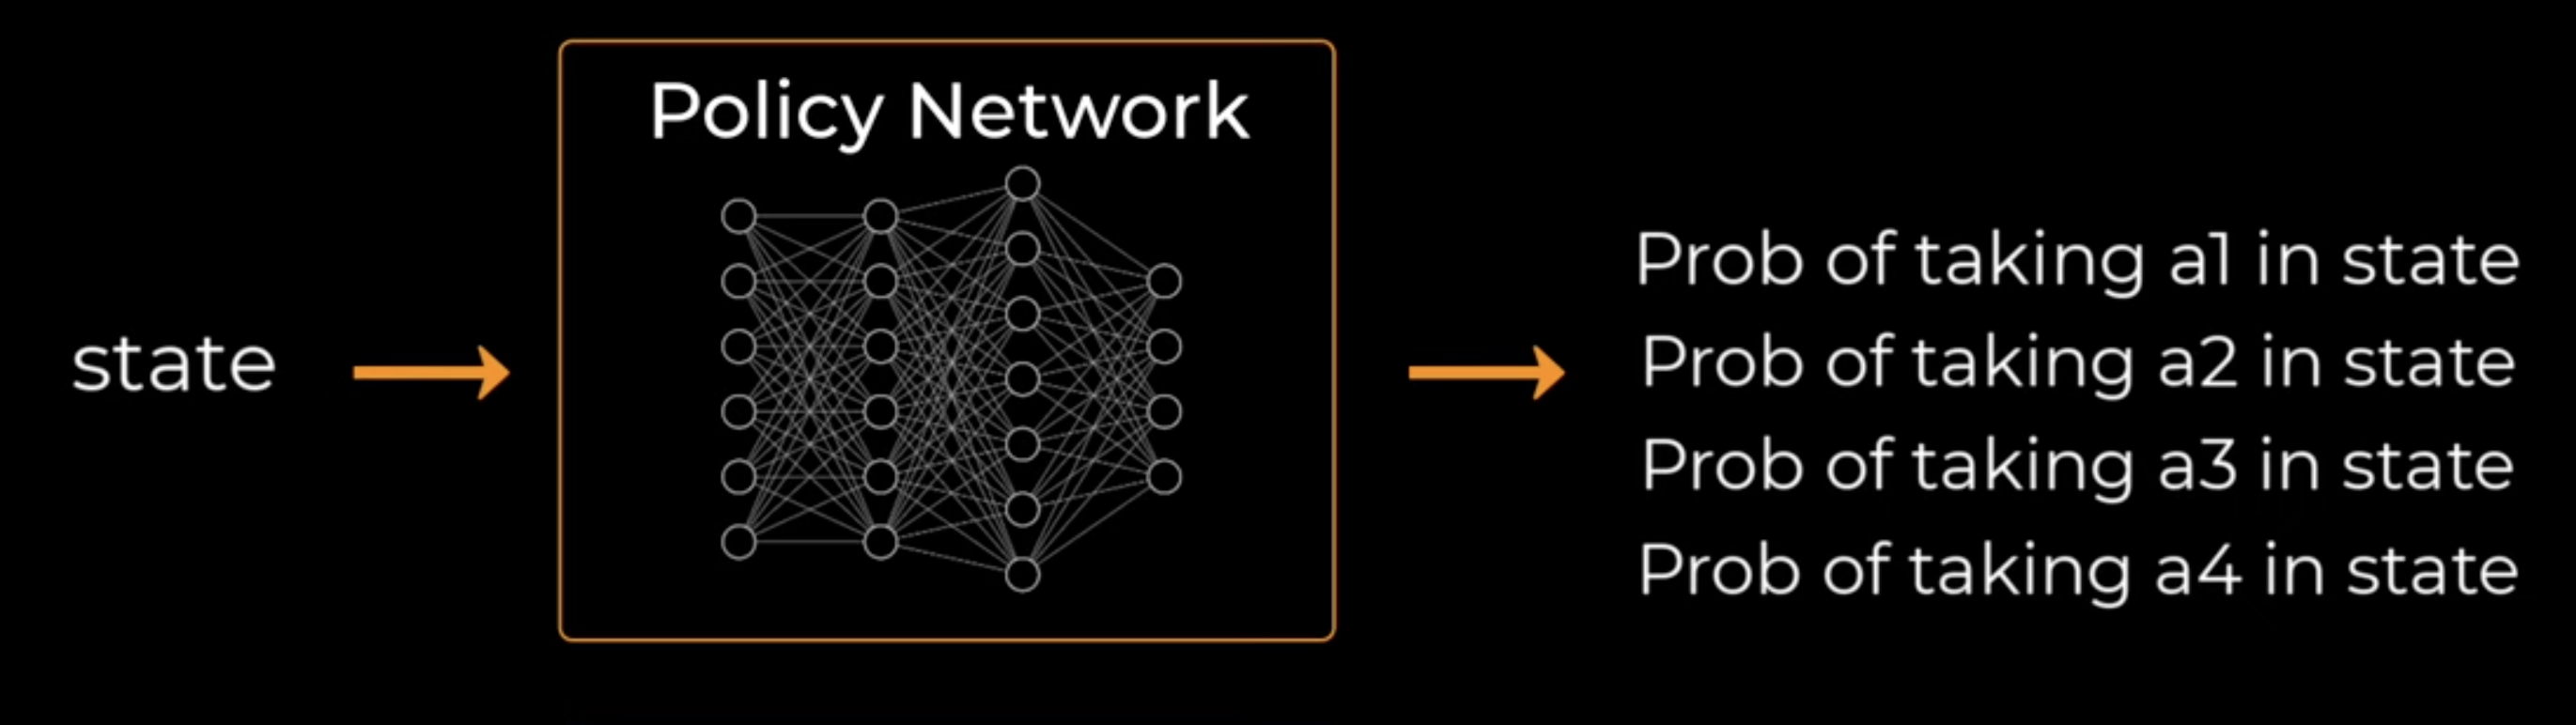 Policy Network
state
Prob of taking a1 in state
Prob of taking a2 in state
Prob of taking a3 in state
Prob of taking a4 in state